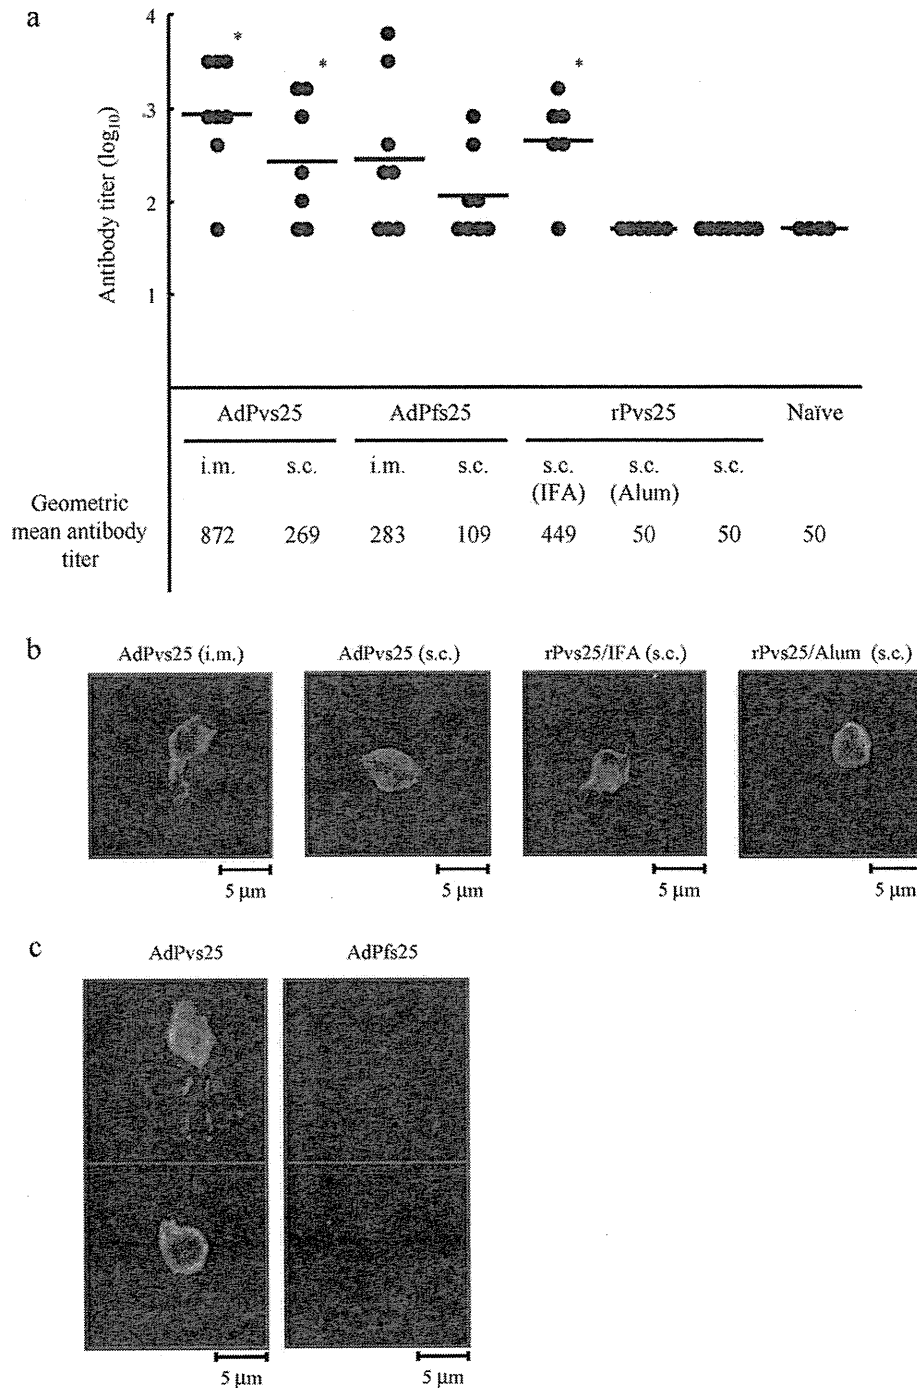 a
4
3
2
1
Antibody titer (log10)
* * *
AdPvs25 AdPfs25 rPvs25 Naïve
i.m. s.c. i.m. s.c. s.c. s.c. s.c.
(IFA) (Alum)
Geometric
mean antibody
titer
872 269 283 109 449 50 50 50
b
AdPvs25 (i.m.) AdPvs25 (s.c.) rPvs25/IFA (s.c.) rPvs25/Alum (s.c.)
5 μm 5 μm 5 μm 5 μm
c
AdPvs25 AdPfs25
5 μm 5 μm